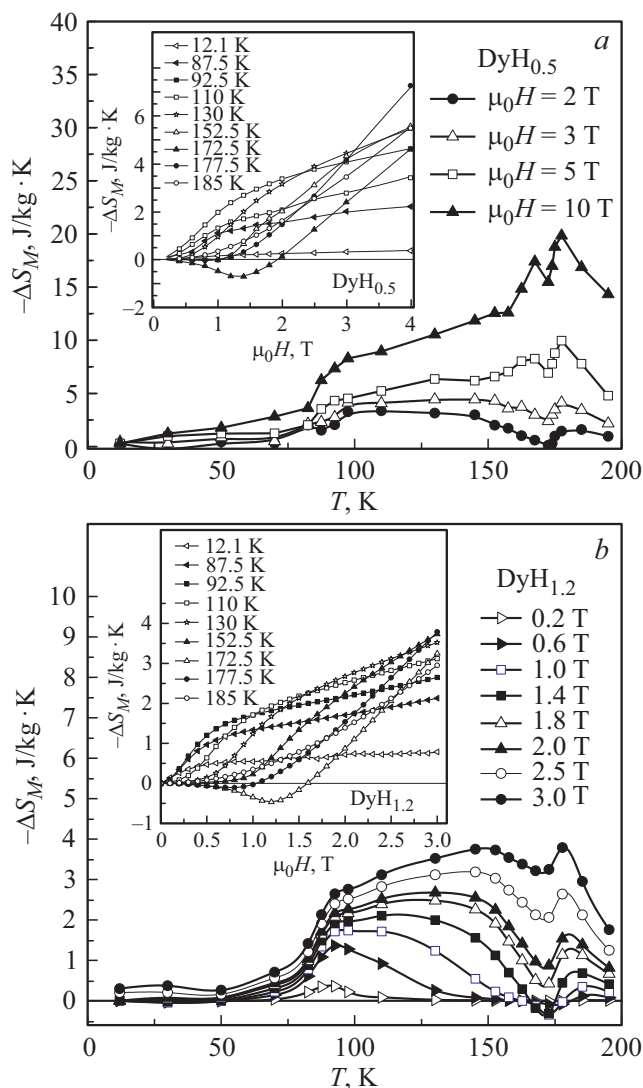 a
−ΔS_M, J/kg · K
40
35
30
25
20
15
10
5
0
0
50
100
150
200
T, K
DyH0.5
μ0H = 2 T
μ0H = 3 T
μ0H = 5 T
μ0H = 10 T
12.1 K
87.5 K
92.5 K
110 K
130 K
152.5 K
172.5 K
177.5 K
185 K
−ΔS_M, J/kg · K
6
4
2
0
−2
0
1
2
3
4
μ0H, T
DyH0.5
b
−ΔS_M, J/kg · K
10
9
8
7
6
5
4
3
2
1
0
0
50
100
150
200
T, K
DyH1.2
0.2 T
0.6 T
1.0 T
1.4 T
1.8 T
2.0 T
2.5 T
3.0 T
12.1 K
87.5 K
92.5 K
110 K
130 K
152.5 K
172.5 K
177.5 K
185 K
−ΔS_M, J/kg · K
4
3
2
1
0
−1
0
0.5
1.0
1.5
2.0
2.5
3.0
μ0H, T
DyH1.2